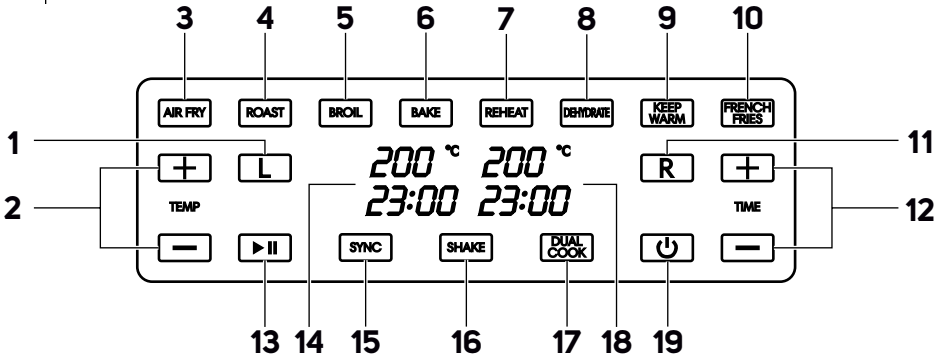 3 4 5 6 7 8 9 10
AIR FRY ROAST BROIL BAKE REHEAT DEHYDRATE KEEP WARM FRENCH FRIES
1 11
L 200 °C 200 °C R
2 TEMP 23:00 23:00 TIME 12
SYNC SHAKE DUAL COOK
13 14 15 16 17 18 19